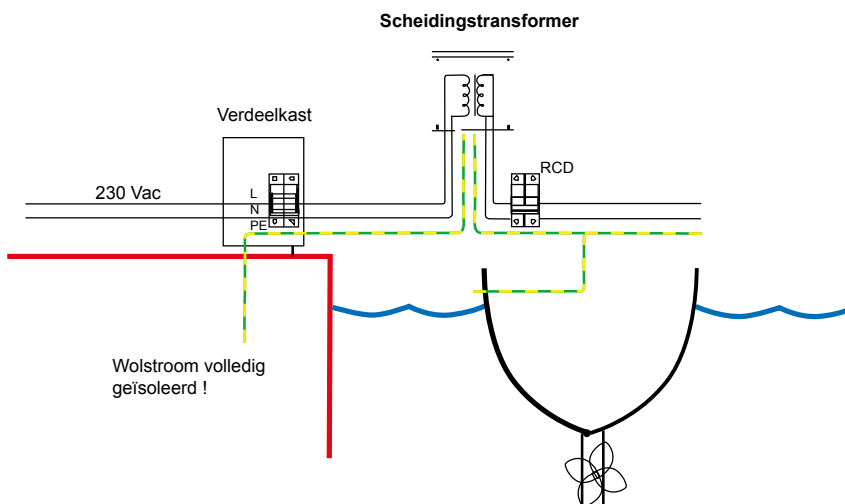 Scheidingstransformer
Verdeelkast
RCD
230 Vac
L
N
PE
Wolstroom volledig
geïsoleerd !